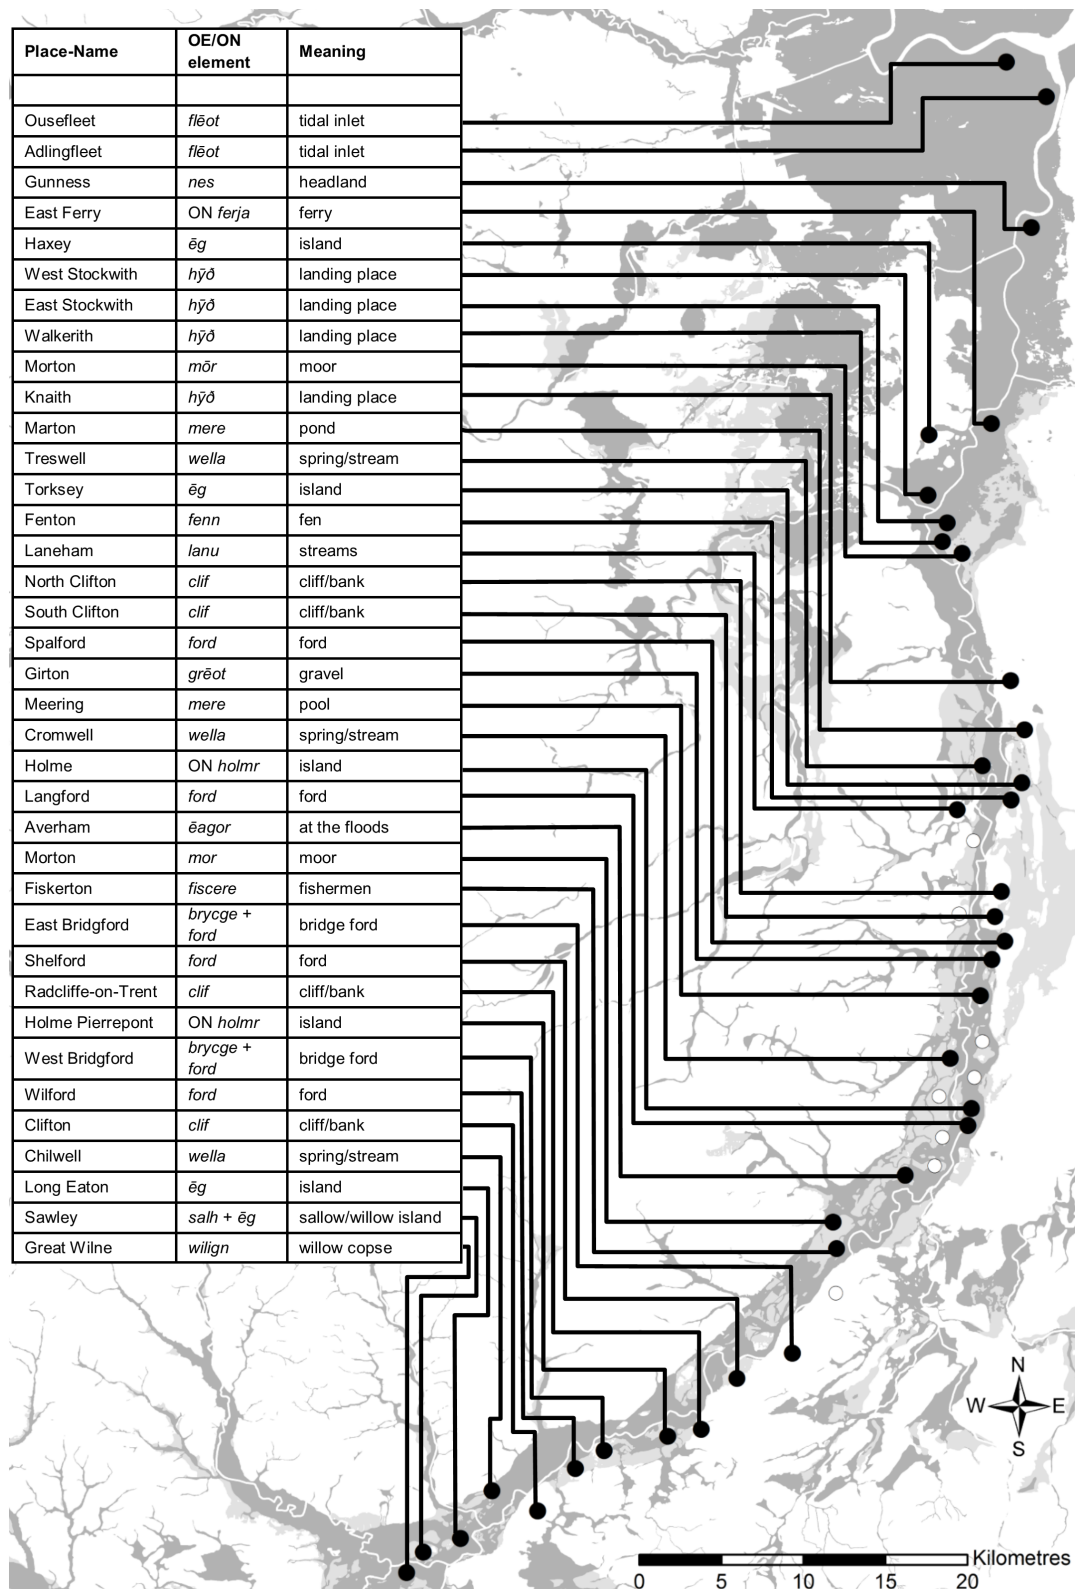 Place-Name OE/ON element Meaning
Ousefleet flēot tidal inlet
Adlingfleet flēot tidal inlet
Gunness nes headland
East Ferry ON ferja ferry
Haxey ēg island
West Stockwith hȳð landing place
East Stockwith hȳð landing place
Walkerith hȳð landing place
Morton mōr moor
Knaith hȳð landing place
Marton mere pond
Treswell wella spring/stream
Torksey ēg island
Fenton fenn fen
Laneham lanu streams
North Clifton clif cliff/bank
South Clifton clif cliff/bank
Spalford ford ford
Girton grēot gravel
Meering mere pool
Cromwell wella spring/stream
Holme ON holmr island
Langford ford ford
Averham ēagor at the floods
Morton mor moor
Fiskerton fiscere fishermen
East Bridgford brycge + ford bridge ford
Shelford ford ford
Radcliffe-on-Trent clif cliff/bank
Holme Pierrepont ON holmr island
West Bridgford brycge + ford bridge ford
Wilford ford ford
Clifton clif cliff/bank
Chilwell wella spring/stream
Long Eaton ēg island
Sawley salh + ēg sallow/willow island
Great Wilne wilign willow copse
N
W E
S
Kilometres
0 5 10 15 20